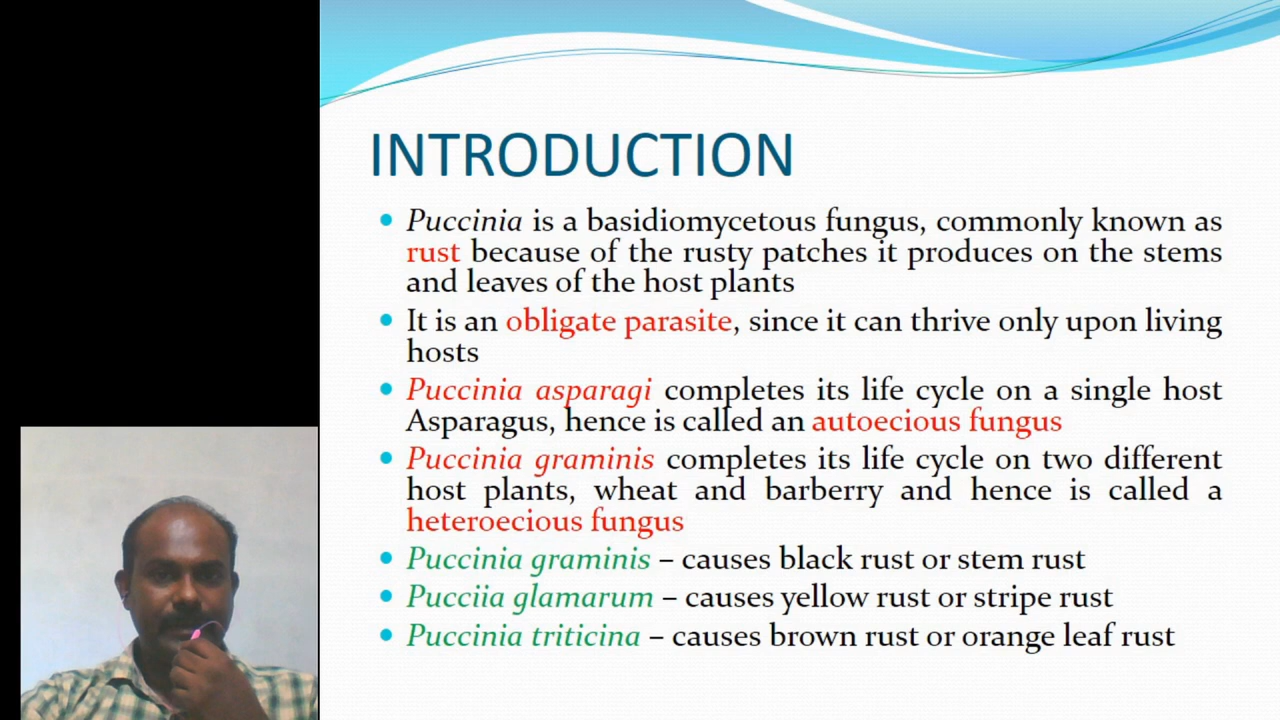 INTRODUCTION
Puccinia is a basidiomycetous fungus, commonly known as
rust because of the rusty patches it produces on the stems
and leaves of the host plants
It is an obligate parasite, since it can thrive only upon living
hosts
Puccinia asparagi completes its life cycle on a single host
Asparagus, hence is called an autoecious fungus
Puccinia graminis completes its life cycle on two different
host plants, wheat and barberry and hence is called a
heteroecious fungus
Puccinia graminis – causes black rust or stem rust
Pucciia glamarum – causes yellow rust or stripe rust
Puccinia triticina – causes brown rust or orange leaf rust